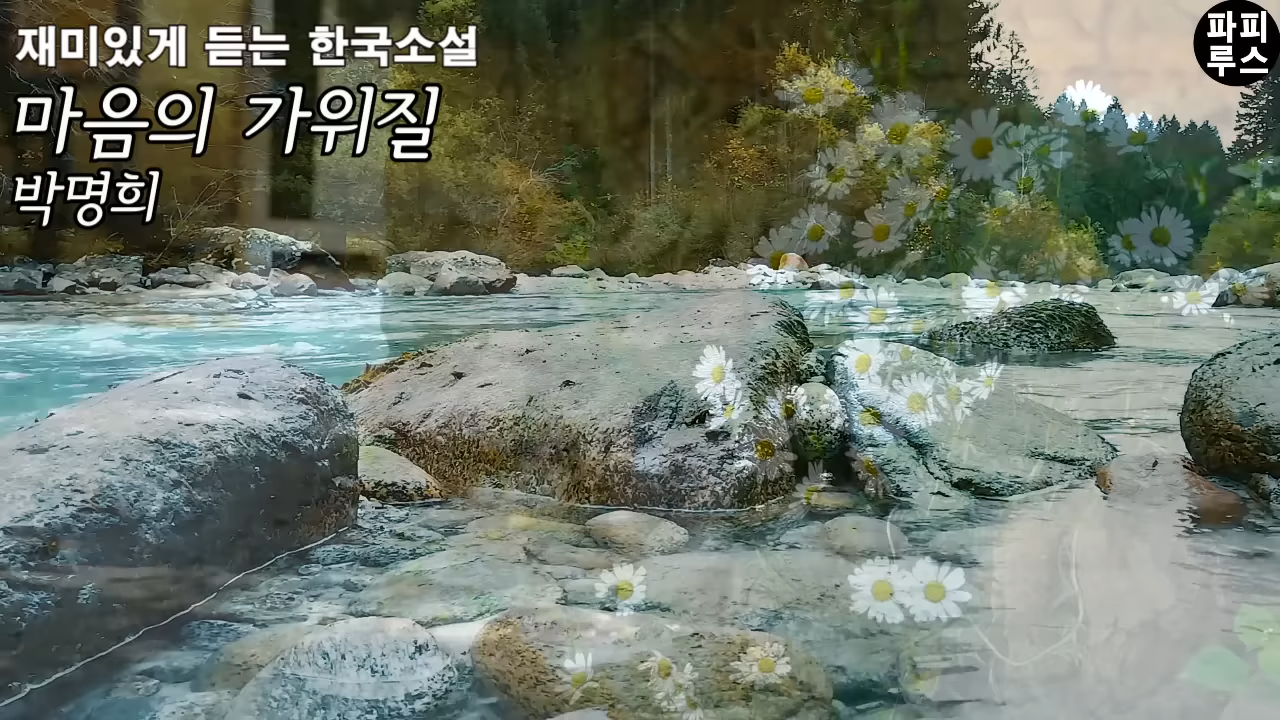 재미있게 듣는 한국소설
마음의 가위질
박명희
파피
루스